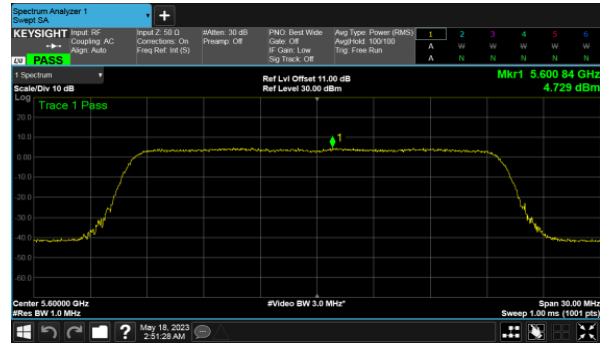 Spectrum Analyzer 1
Swept SA
+
KEYSIGHT Input: RF Input Z: 50 Ω #Atten: 30 dB PNO: Best Wide Avg Type: Power (RMS) 1 2 3 4 5 6
Coupling: AC Corrections: On Preamp: Off Gate: Off Avg|Hold: 100/100 A W W W W W
Align: Auto Freq Ref: Int (S) IF Gain: Low Trig: Free Run
Sig Track: Off A N N N N N
LXI PASS
1 Spectrum Ref Lvl Offset 11.00 dB Mkr1 5.600 84 GHz
Scale/Div 10 dB Ref Level 30.00 dBm 4.729 dBm
Log Trace 1 Pass
20.0
10.0
1
0.00
-10.0
-20.0
-30.0
-40.0
-50.0
-60.0
Center 5.60000 GHz #Video BW 3.0 MHz* Span 30.00 MHz
#Res BW 1.0 MHz Sweep 1.00 ms (1001 pts)
? May 18, 2023
2:51:28 AM